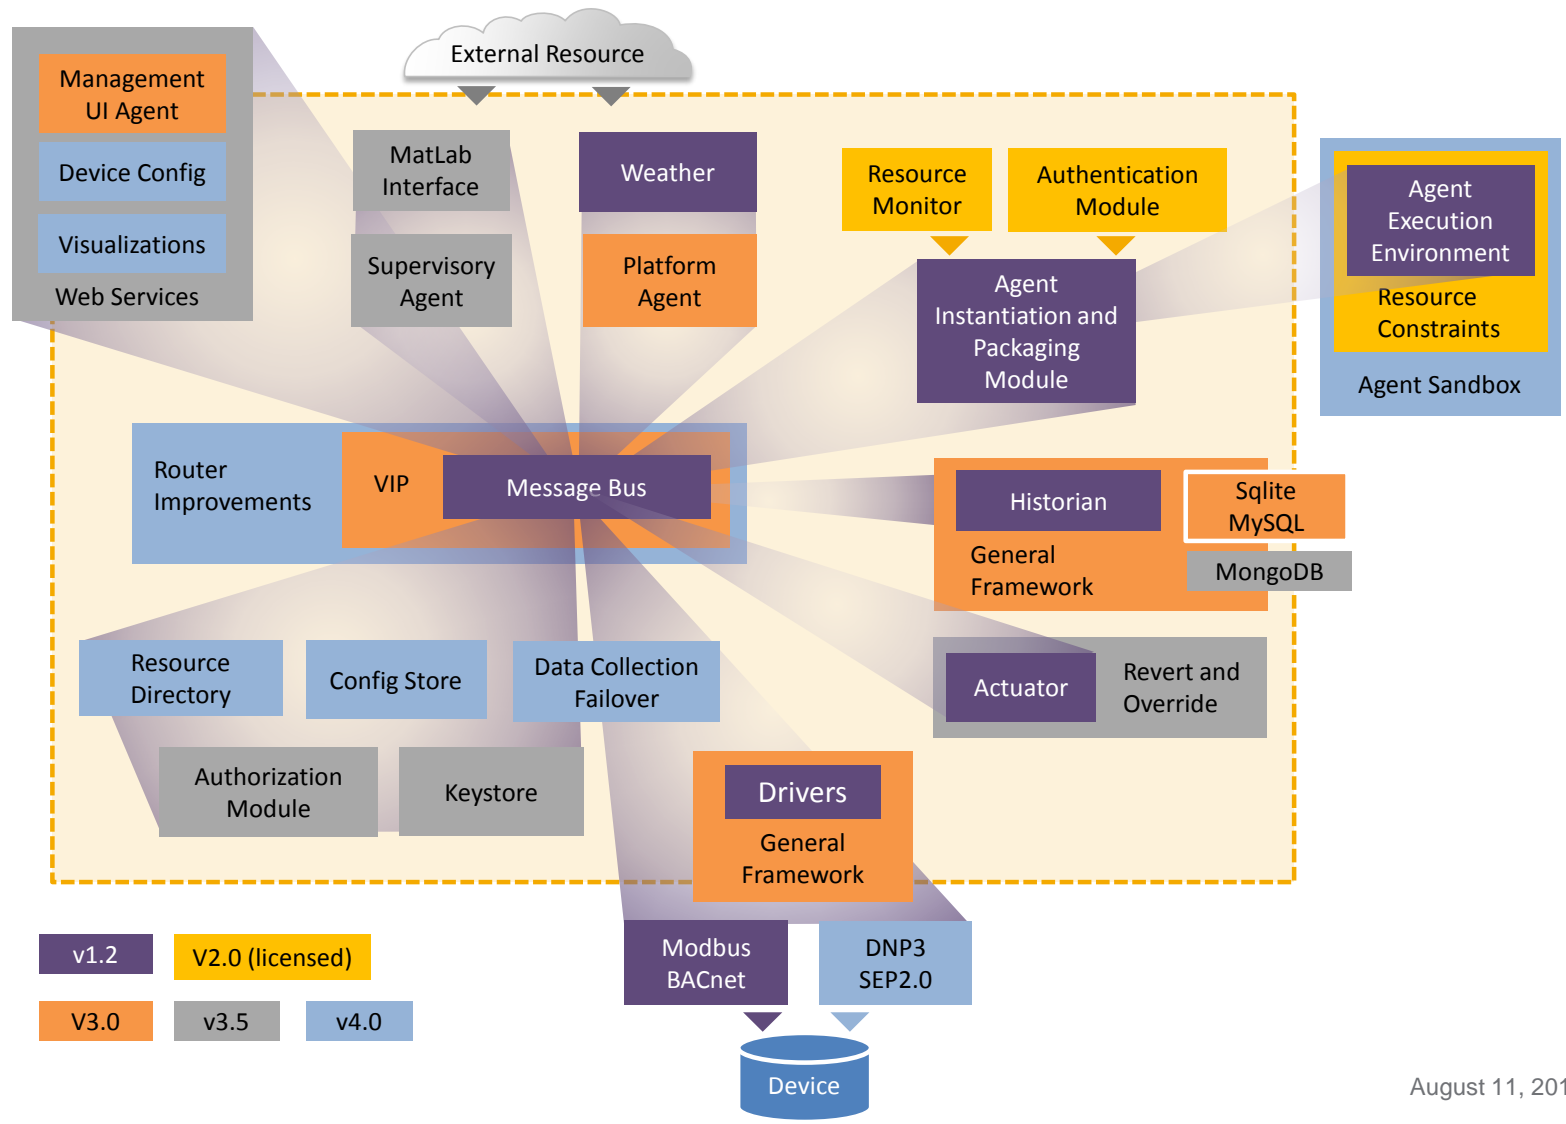 External Resource
Management
UI Agent
Device Config
Visualizations
Web Services
MatLab
Interface
Supervisory
Agent
Weather
Platform
Agent
Resource
Monitor
Authentication
Module
Agent
Instantiation and
Packaging
Module
Agent
Execution
Environment
Resource
Constraints
Agent Sandbox
Router
Improvements
VIP
Message Bus
Historian
General
Framework
Sqlite
MySQL
MongoDB
Actuator
Revert and
Override
Resource
Directory
Config Store
Data Collection
Failover
Authorization
Module
Keystore
Drivers
General
Framework
Modbus
BACnet
DNP3
SEP2.0
Device
v1.2
V2.0 (licensed)
V3.0
v3.5
v4.0
August 11, 201